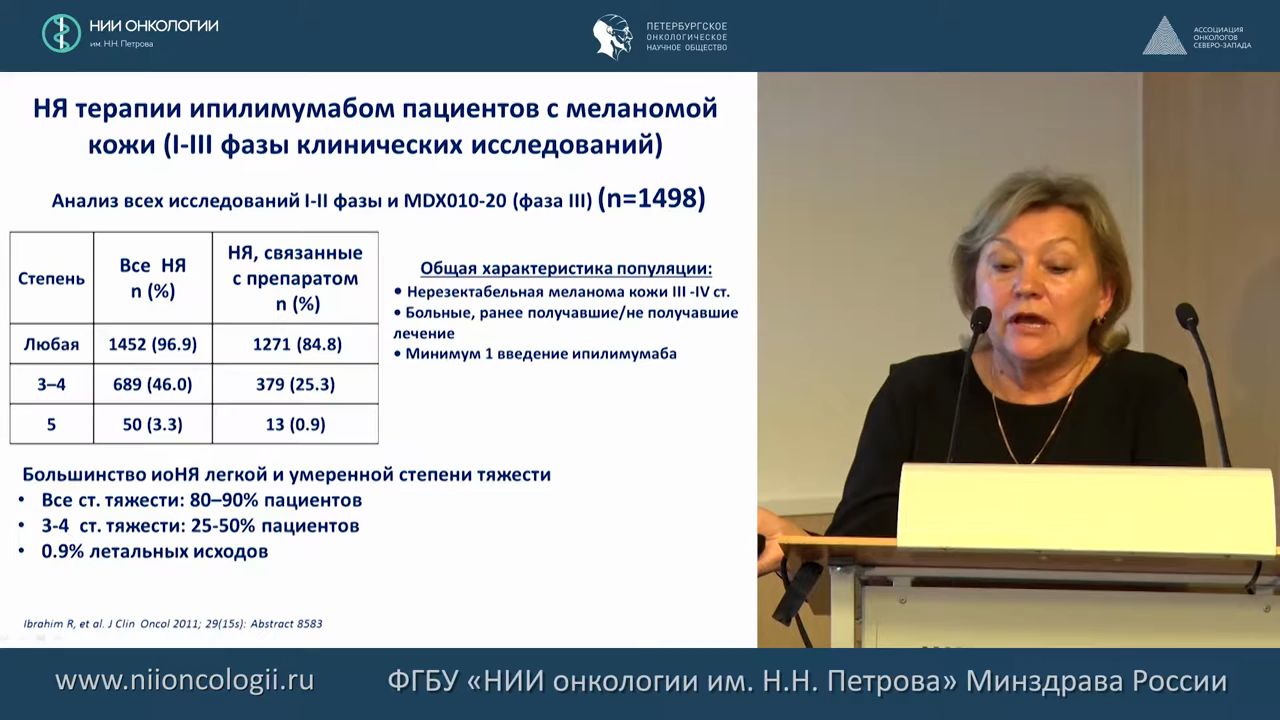 НИИ ОНКОЛОГИИ
им. Н.Н. Петрова
ПЕТЕРБУРГСКОЕ
ОНКОЛОГИЧЕСКОЕ
НАУЧНОЕ ОБЩЕСТВО
АССОЦИАЦИЯ
ОНКОЛОГОВ
СЕВЕРО-ЗАПАДА
НЯ терапии ипилимумабом пациентов с меланомой
кожи (I-III фазы клинических исследований)
Анализ всех исследований I-II фазы и MDX010-20 (фаза III) (n=1498)
Степень
Все НЯ
n (%)
НЯ, связанные
с препаратом
n (%)
Любая 1452 (96.9) 1271 (84.8)
3–4 689 (46.0) 379 (25.3)
5 50 (3.3) 13 (0.9)
Общая характеристика популяции:
• Нерезектабельная меланома кожи III -IV ст.
• Больные, ранее получавшие/не получавшие
лечение
• Минимум 1 введение ипилимумаба
Большинство иоНЯ легкой и умеренной степени тяжести
• Все ст. тяжести: 80–90% пациентов
• 3-4 ст. тяжести: 25-50% пациентов
• 0.9% летальных исходов
Ibrahim R, et al. J Clin Oncol 2011; 29(15s): Abstract 8583
www.niioncologii.ru
ФГБУ «НИИ онкологии им. Н.Н. Петрова» Минздрава России